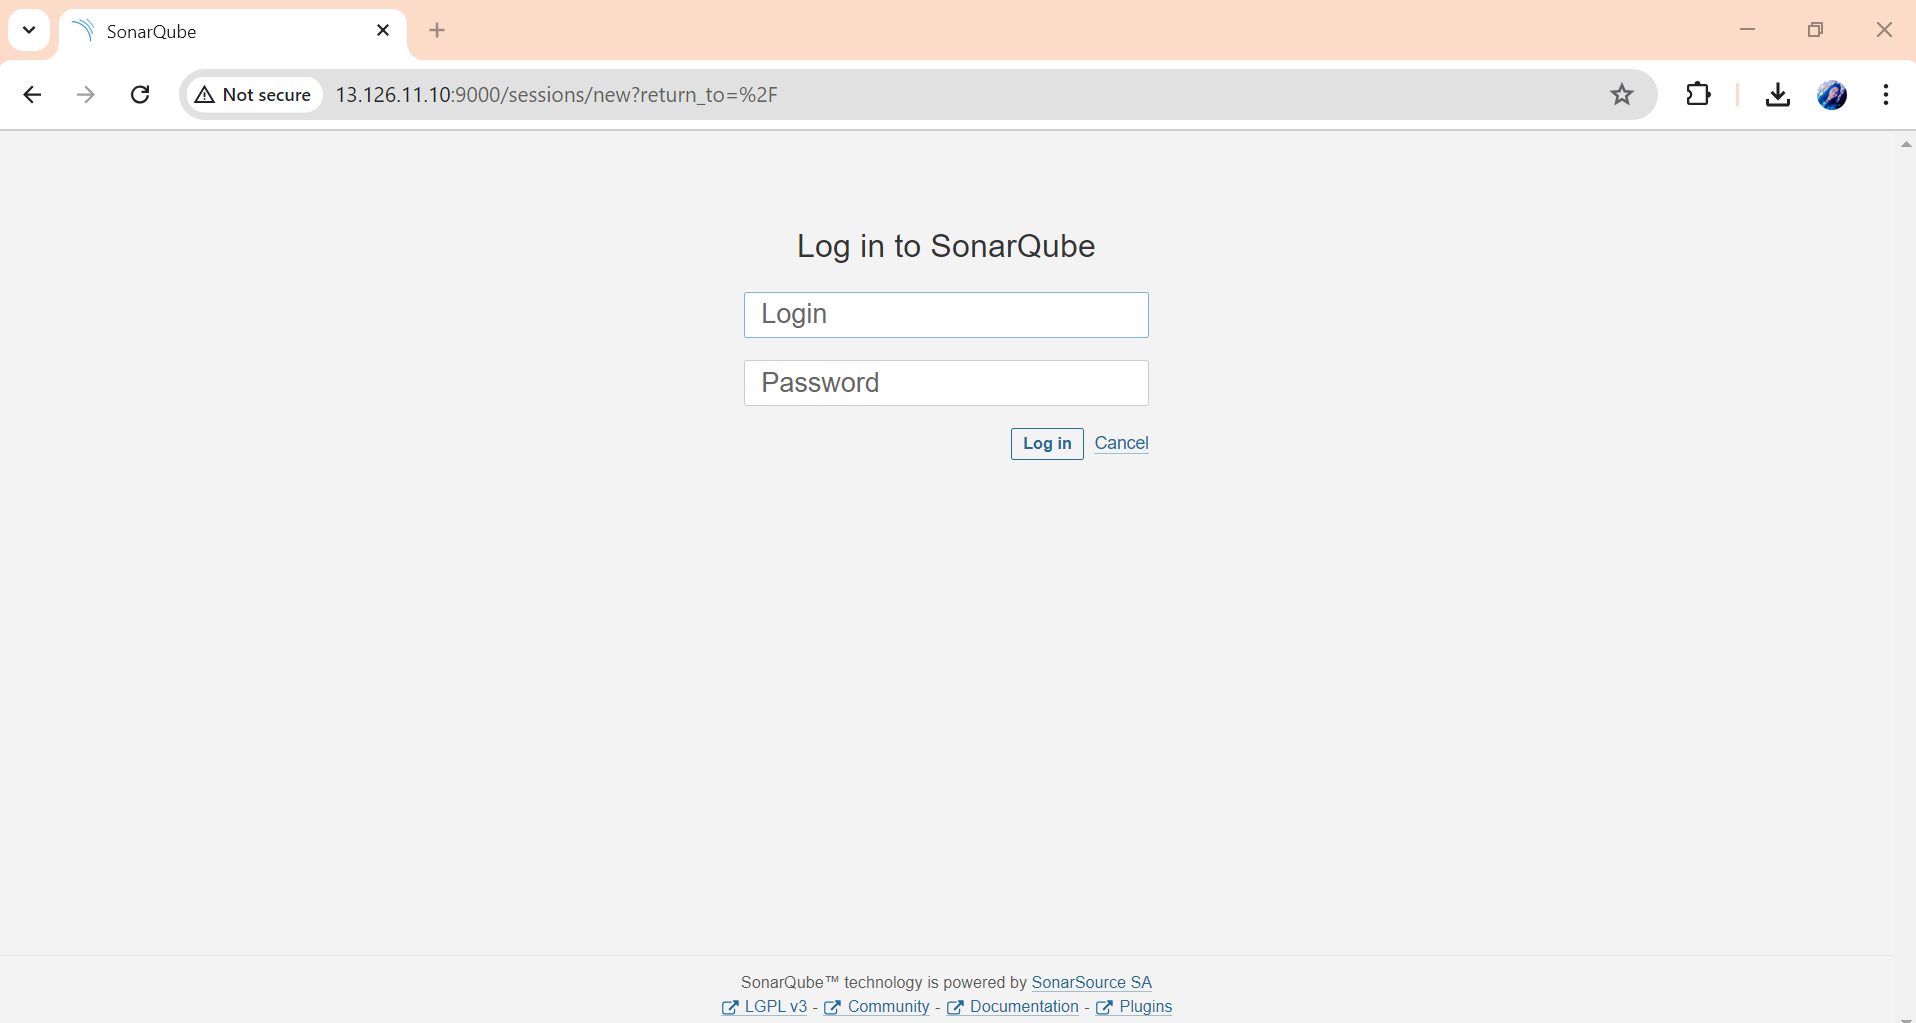 SonarQube
Not secure 13.126.11.10:9000/sessions/new?return_to=%2F
Log in to SonarQube
Login
Password
Log in Cancel
SonarQube™ technology is powered by SonarSource SA
LGPL v3 - Community - Documentation - Plugins